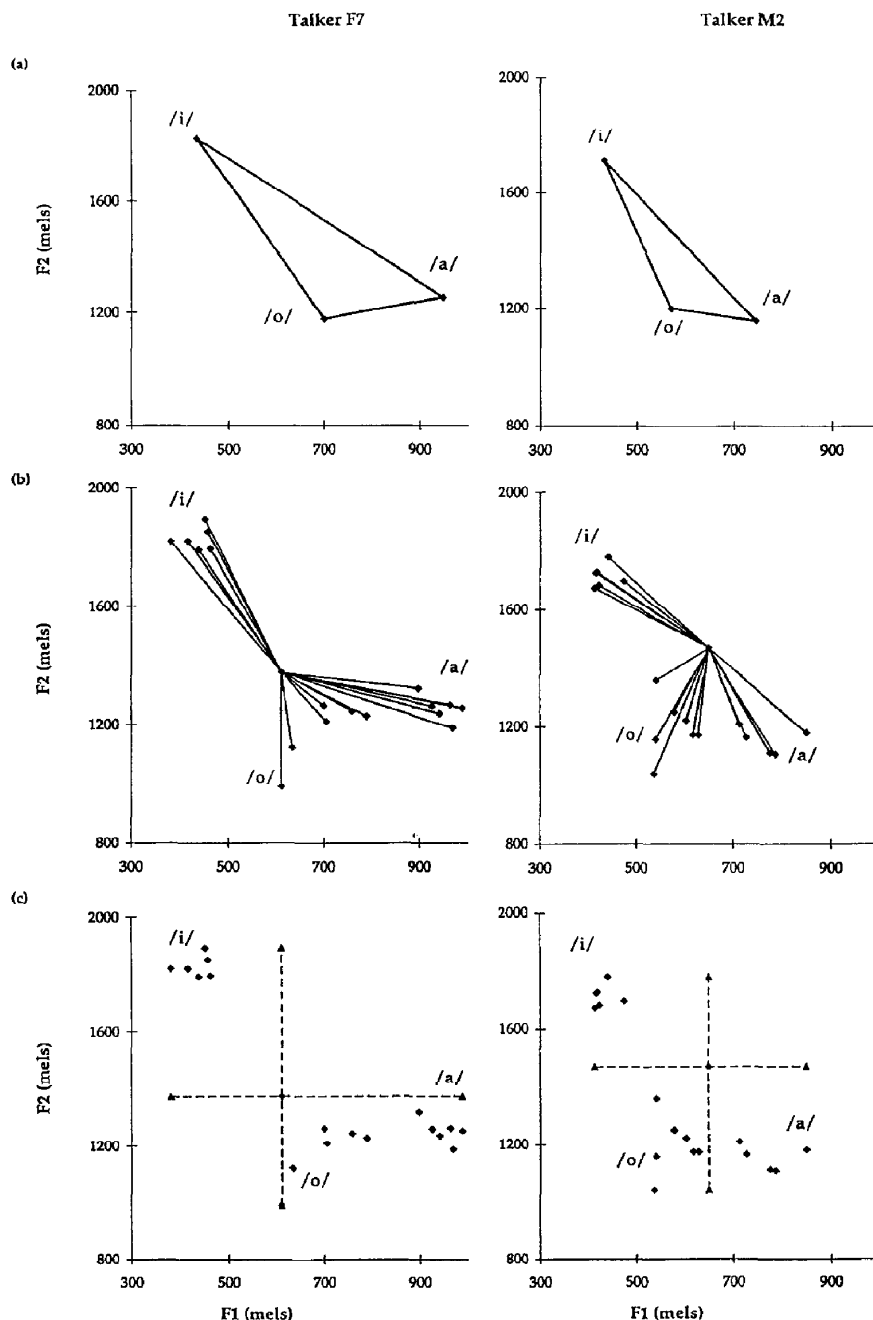 Talker F7 Talker M2
(a)
2000 2000
/i/ /i/
1600 1600
F2 (mels)
/a/ /a/
1200 1200
/o/ /o/
800 800
300 500 700 900 300 500 700 900
(b)
2000 2000
/i/ /i/
1600 1600
F2 (mels)
/a/
1200 1200
/o/ /a/
/o/
800 800
300 500 700 900 300 500 700 900
(c)
2000 2000
/i/ /i/
1600 1600
F2 (mels)
/a/
/a/
1200 1200
/o/ /o/
800 800
300 500 700 900 300 500 700 900
F1 (mels) F1 (mels)